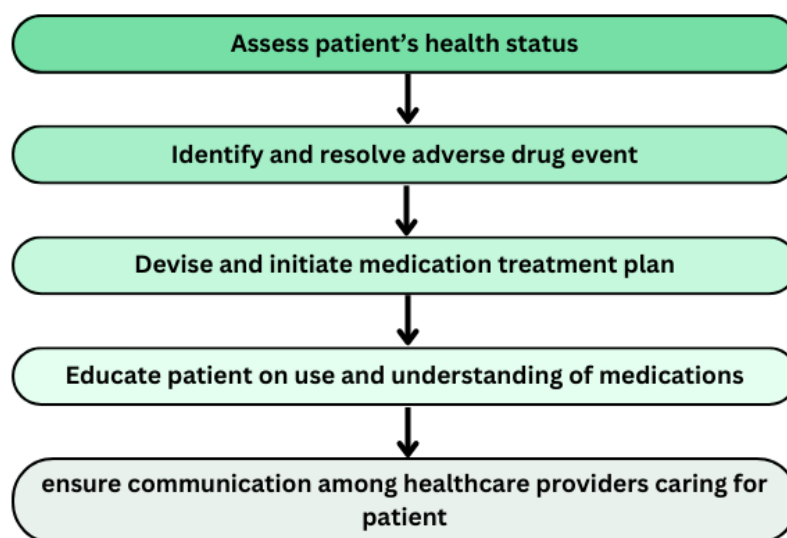 Assess patient’s health status
Identify and resolve adverse drug event
Devise and initiate medication treatment plan
Educate patient on use and understanding of medications
ensure communication among healthcare providers caring for
patient